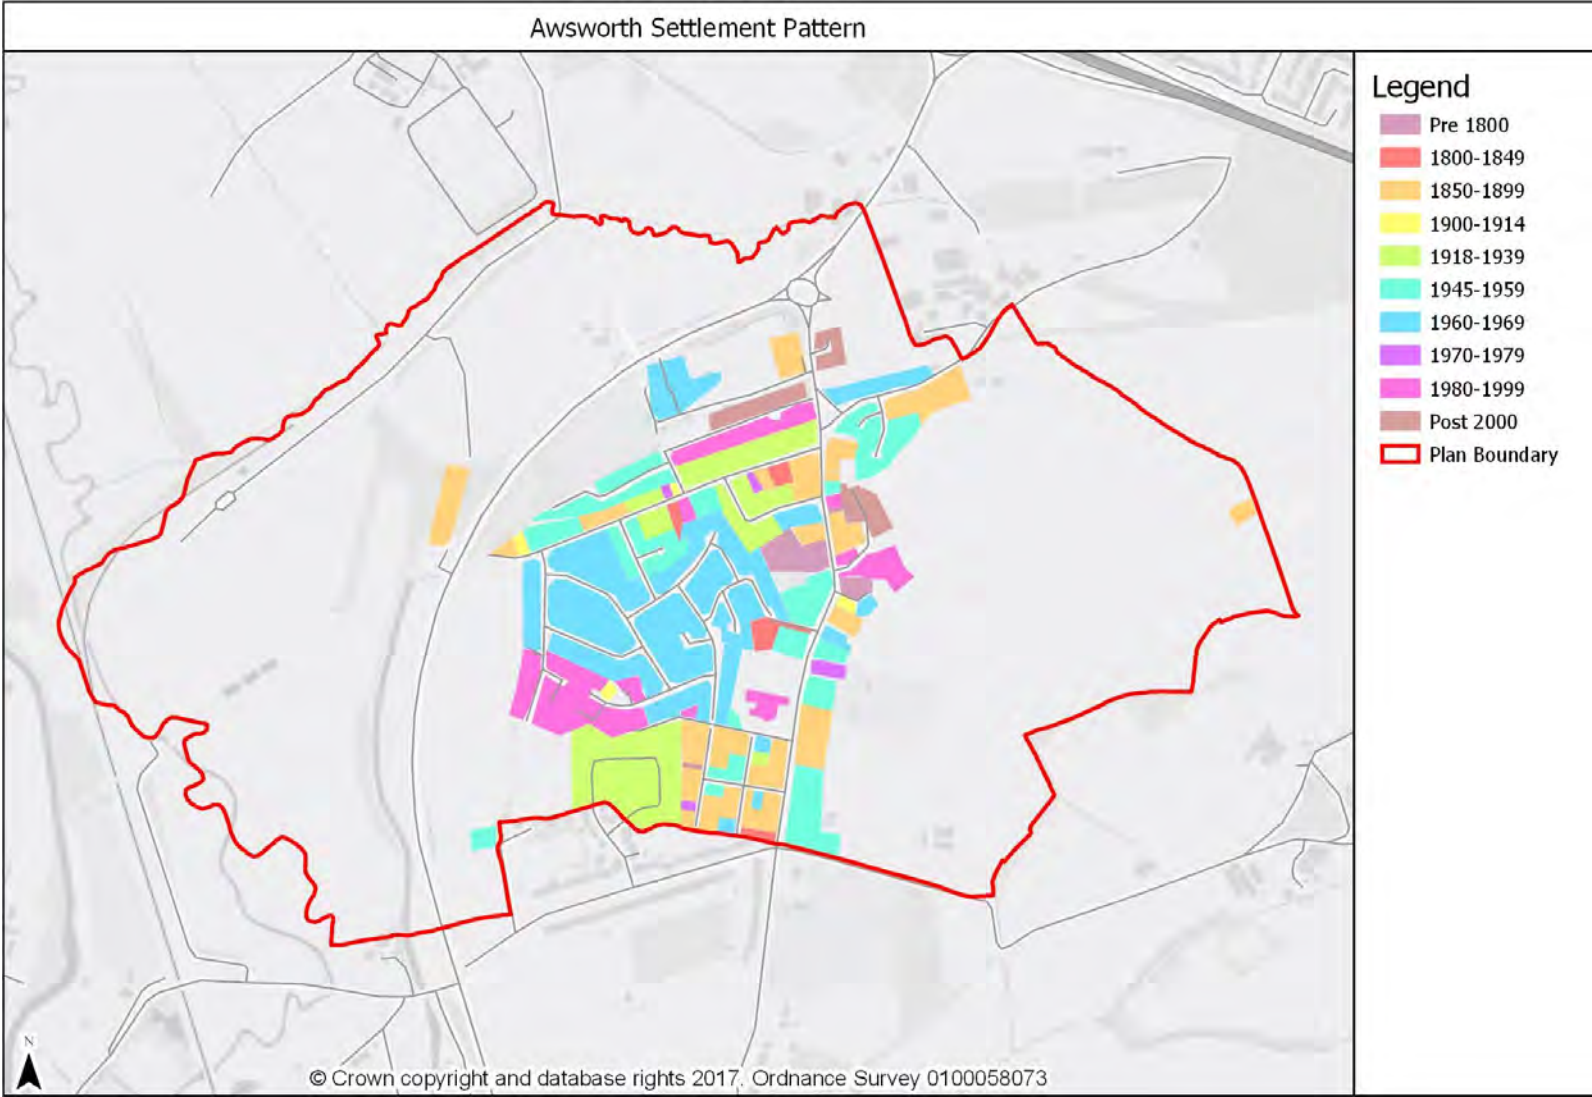 Awsworth Settlement Pattern
Legend
Pre 1800
1800-1849
1850-1899
1900-1914
1918-1939
1945-1959
1960-1969
1970-1979
1980-1999
Post 2000
Plan Boundary
N
© Crown copyright and database rights 2017. Ordnance Survey 0100058073